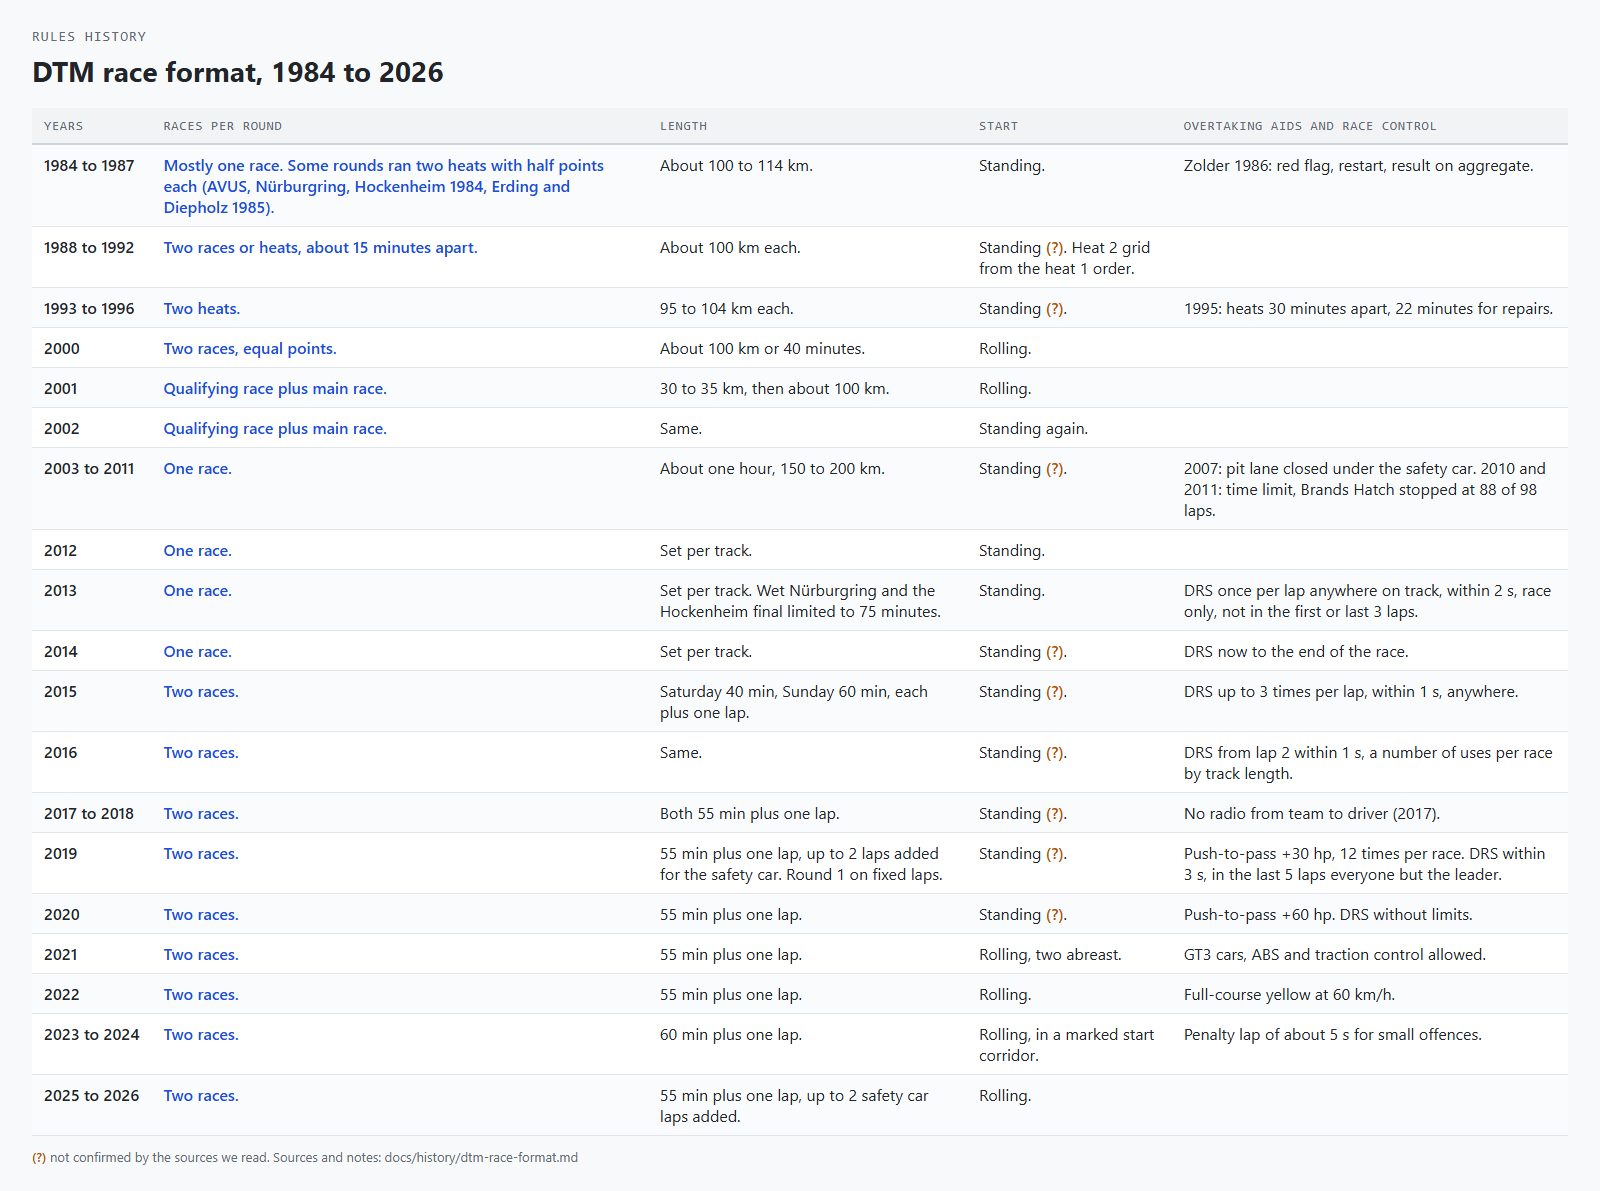 RULES HISTORY
DTM race format, 1984 to 2026
YEARS RACES PER ROUND LENGTH START OVERTAKING AIDS AND RACE CONTROL
1984 to 1987 Mostly one race. Some rounds ran two heats with half points About 100 to 114 km. Standing. Zolder 1986: red flag, restart, result on aggregate.
each (AVUS, Nürburgring, Hockenheim 1984, Erding and
Diepholz 1985).
1988 to 1992 Two races or heats, about 15 minutes apart. About 100 km each. Standing (?). Heat 2 grid
from the heat 1 order.
1993 to 1996 Two heats. 95 to 104 km each. Standing (?). 1995: heats 30 minutes apart, 22 minutes for repairs.
2000 Two races, equal points. About 100 km or 40 minutes. Rolling.
2001 Qualifying race plus main race. 30 to 35 km, then about 100 km. Rolling.
2002 Qualifying race plus main race. Same. Standing again.
2003 to 2011 One race. About one hour, 150 to 200 km. Standing (?). 2007: pit lane closed under the safety car. 2010 and
2011: time limit, Brands Hatch stopped at 88 of 98
laps.
2012 One race. Set per track. Standing.
2013 One race. Set per track. Wet Nürburgring and the Standing. DRS once per lap anywhere on track, within 2 s, race
Hockenheim final limited to 75 minutes. only, not in the first or last 3 laps.
2014 One race. Set per track. Standing (?). DRS now to the end of the race.
2015 Two races. Saturday 40 min, Sunday 60 min, each Standing (?). DRS up to 3 times per lap, within 1 s, anywhere.
plus one lap.
2016 Two races. Same. Standing (?). DRS from lap 2 within 1 s, a number of uses per race
by track length.
2017 to 2018 Two races. Both 55 min plus one lap. Standing (?). No radio from team to driver (2017).
2019 Two races. 55 min plus one lap, up to 2 laps added Standing (?). Push-to-pass +30 hp, 12 times per race. DRS within
for the safety car. Round 1 on fixed laps. 3 s, in the last 5 laps everyone but the leader.
2020 Two races. 55 min plus one lap. Standing (?). Push-to-pass +60 hp. DRS without limits.
2021 Two races. 55 min plus one lap. Rolling, two abreast. GT3 cars, ABS and traction control allowed.
2022 Two races. 55 min plus one lap. Rolling. Full-course yellow at 60 km/h.
2023 to 2024 Two races. 60 min plus one lap. Rolling, in a marked start Penalty lap of about 5 s for small offences.
corridor.
2025 to 2026 Two races. 55 min plus one lap, up to 2 safety car Rolling.
laps added.
(?) not confirmed by the sources we read. Sources and notes: docs/history/dtm-race-format.md